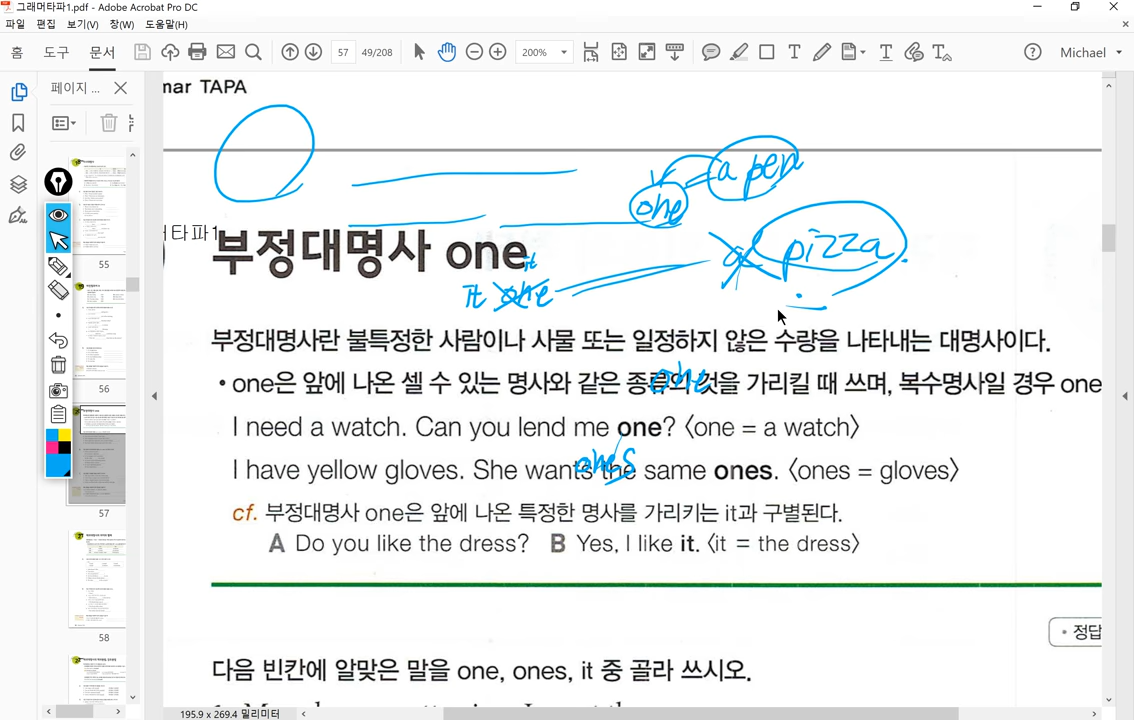 그래머타파1.pdf - Adobe Acrobat Pro DC
파일 편집 보기(V) 창(W) 도움말(H)
홈 도구 문서 57 49/208 200% Michael
페이지 ...
55
56
57
58
mar TAPA
a pen
one
부정대명사 one
pizza
it
it one
부정대명사란 불특정한 사람이나 사물 또는 일정하지 않은 수량을 나타내는 대명사이다.
• one은 앞에 나온 셀 수 있는 명사와 같은 종류의 것을 가리킬 때 쓰며, 복수명사일 경우 one
one
I need a watch. Can you lend me one? 〈one = a watch〉
ones
I have yellow gloves. She wants the same ones. 〈ones = gloves〉
cf. 부정대명사 one은 앞에 나온 특정한 명사를 가리키는 it과 구별된다.
A Do you like the dress? B Yes, I like it. 〈it = the dress〉
• 정답
다음 빈칸에 알맞은 말을 one, ones, it 중 골라 쓰시오.
195.9 x 269.4 밀리미터